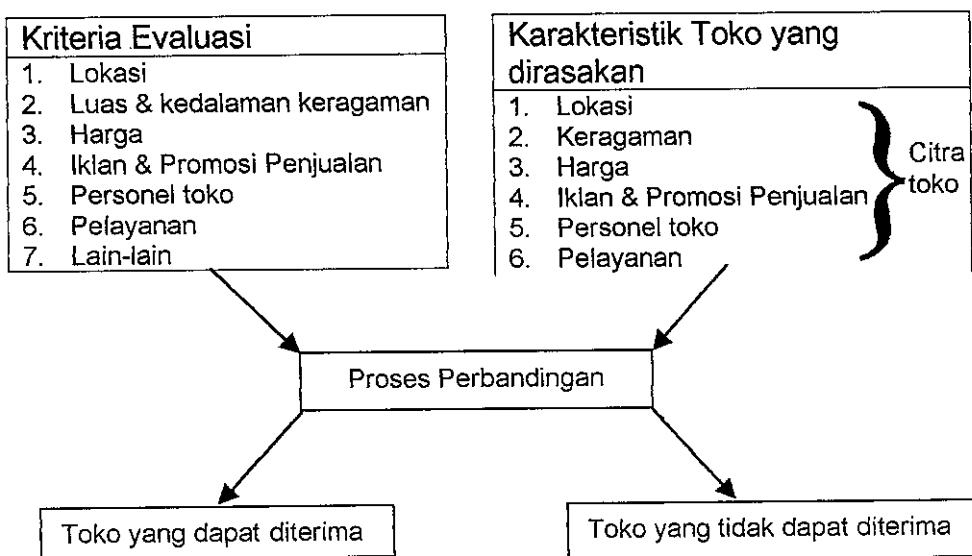 Kriteria Evaluasi
1. Lokasi
2. Luas & kedalaman keragaman
3. Harga
4. Iklan & Promosi Penjualan
5. Personel toko
6. Pelayanan
7. Lain-lain
Karakteristik Toko yang
dirasakan
1. Lokasi
2. Keragaman
3. Harga
4. Iklan & Promosi Penjualan
5. Personel toko
6. Pelayanan
Citra
toko
Proses Perbandingan
Toko yang dapat diterima
Toko yang tidak dapat diterima